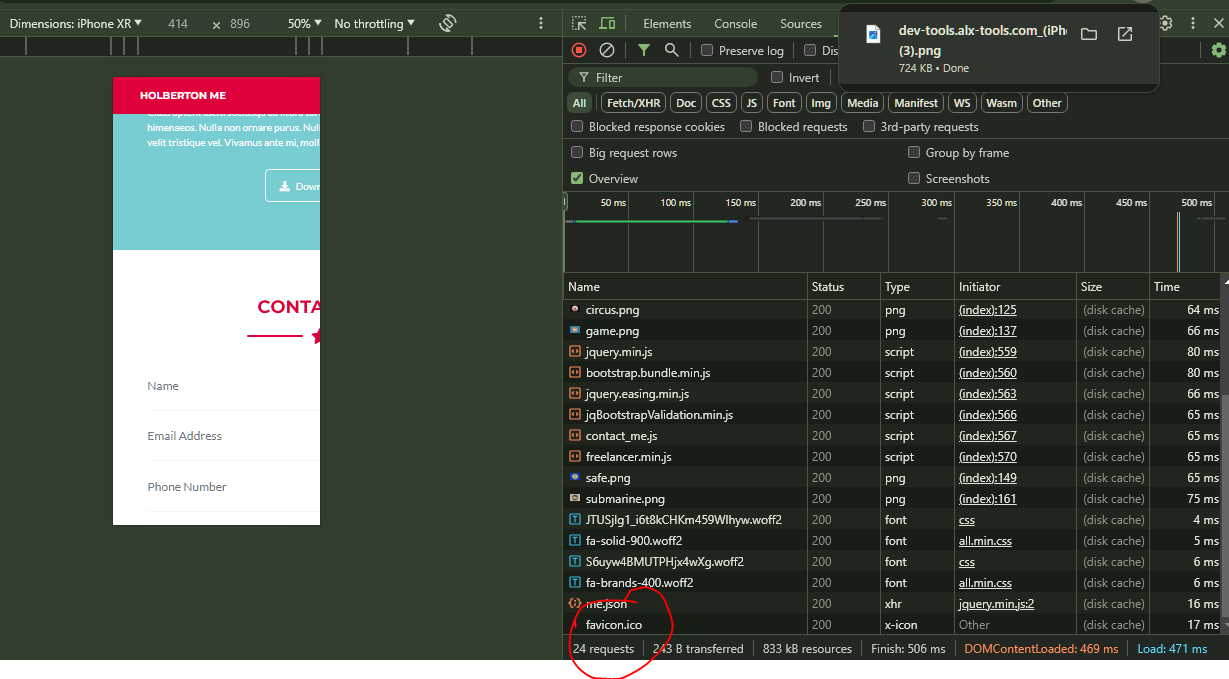 Dimensions: iPhone XR 414 × 896 50% No throttling
Elements Console Sources
dev-tools.alx-tools.com_(iPh
(3).png
724 KB • Done
Preserve log Dis
Filter Invert
All Fetch/XHR Doc CSS JS Font Img Media Manifest WS Wasm Other
Blocked response cookies Blocked requests 3rd-party requests
Big request rows Group by frame
Overview Screenshots
50 ms 100 ms 150 ms 200 ms 250 ms 300 ms 350 ms 400 ms 450 ms 500 ms
Name Status Type Initiator Size Time
circus.png 200 png (index):125 (disk cache) 64 ms
game.png 200 png (index):137 (disk cache) 66 ms
jquery.min.js 200 script (index):559 (disk cache) 80 ms
bootstrap.bundle.min.js 200 script (index):560 (disk cache) 80 ms
jquery.easing.min.js 200 script (index):563 (disk cache) 66 ms
jqBootstrapValidation.min.js 200 script (index):566 (disk cache) 65 ms
contact_me.js 200 script (index):567 (disk cache) 65 ms
freelancer.min.js 200 script (index):570 (disk cache) 65 ms
safe.png 200 png (index):149 (disk cache) 65 ms
submarine.png 200 png (index):161 (disk cache) 75 ms
JTUSjIg1_i6t8kCHKm459Wlhyw.woff2 200 font css (disk cache) 4 ms
fa-solid-900.woff2 200 font all.min.css (disk cache) 5 ms
S6uyw4BMUTPHjx4wXg.woff2 200 font css (disk cache) 6 ms
fa-brands-400.woff2 200 font all.min.css (disk cache) 6 ms
me.json 200 xhr jquery.min.js:2 (disk cache) 16 ms
favicon.ico 200 x-icon Other (disk cache) 17 ms
24 requests 243 B transferred 833 kB resources Finish: 506 ms DOMContentLoaded: 469 ms Load: 471 ms
HOLBERTON ME
himenaeos. Nulla non ornare purus. Nul
velit tristique vel. Vivamus ante mi, moll
Down
CONTA
Name
Email Address
Phone Number